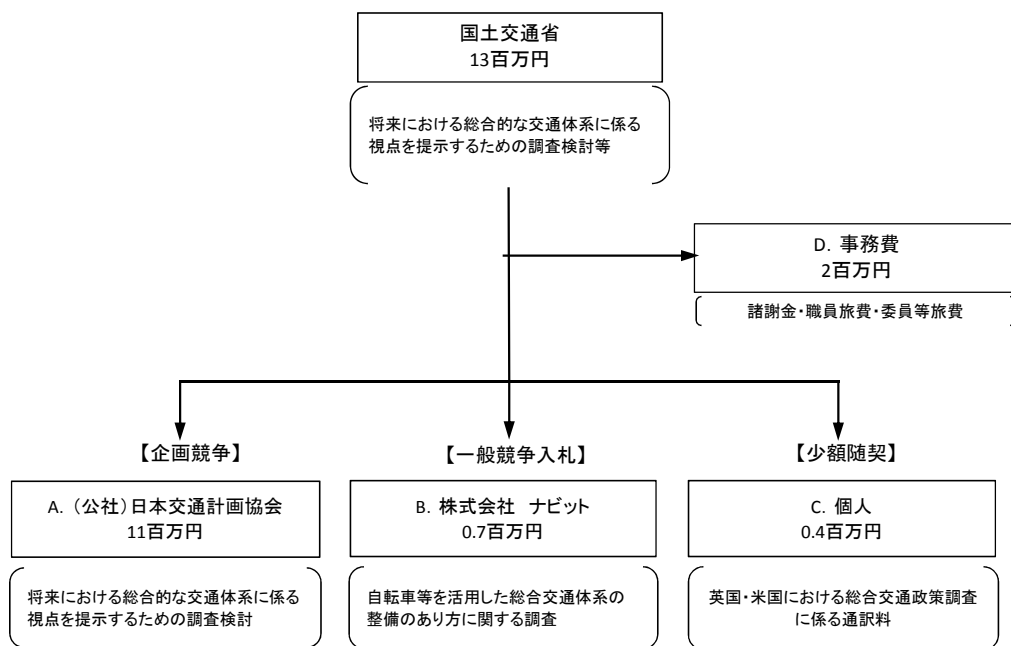 国土交通省
13百万円
将来における総合的な交通体系に係る
視点を提示するための調査検討等
D．事務費
2百万円
諸謝金・職員旅費・委員等旅費
【企画競争】
A．（公社）日本交通計画協会
11百万円
将来における総合的な交通体系に係る
視点を提示するための調査検討
【一般競争入札】
B．株式会社　ナビット
0.7百万円
自転車等を活用した総合交通体系の
整備のあり方に関する調査
【少額随契】
C．個人
0.4百万円
英国・米国における総合交通政策調査
に係る通訳料